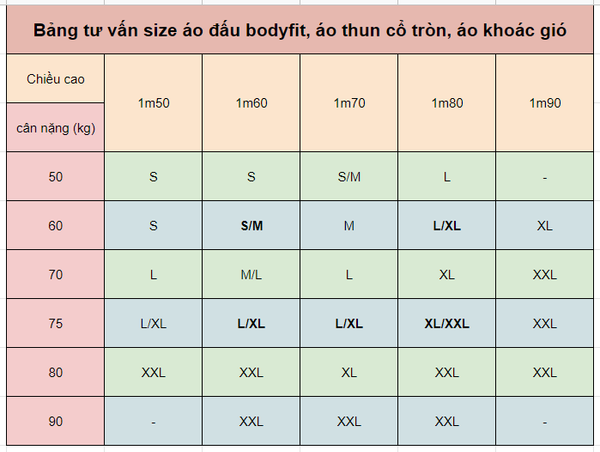 Bảng tư vấn size áo đấu bodyfit, áo thun cổ tròn, áo khoác gió
Chiều cao
1m50 1m60 1m70 1m80 1m90
cân nặng (kg)
50 S S S/M L -
60 S S/M M L/XL XL
70 L M/L L XL XXL
75 L/XL L/XL L/XL XL/XXL XXL
80 XXL XXL XL XXL XXL
90 - XXL XXL XXL -